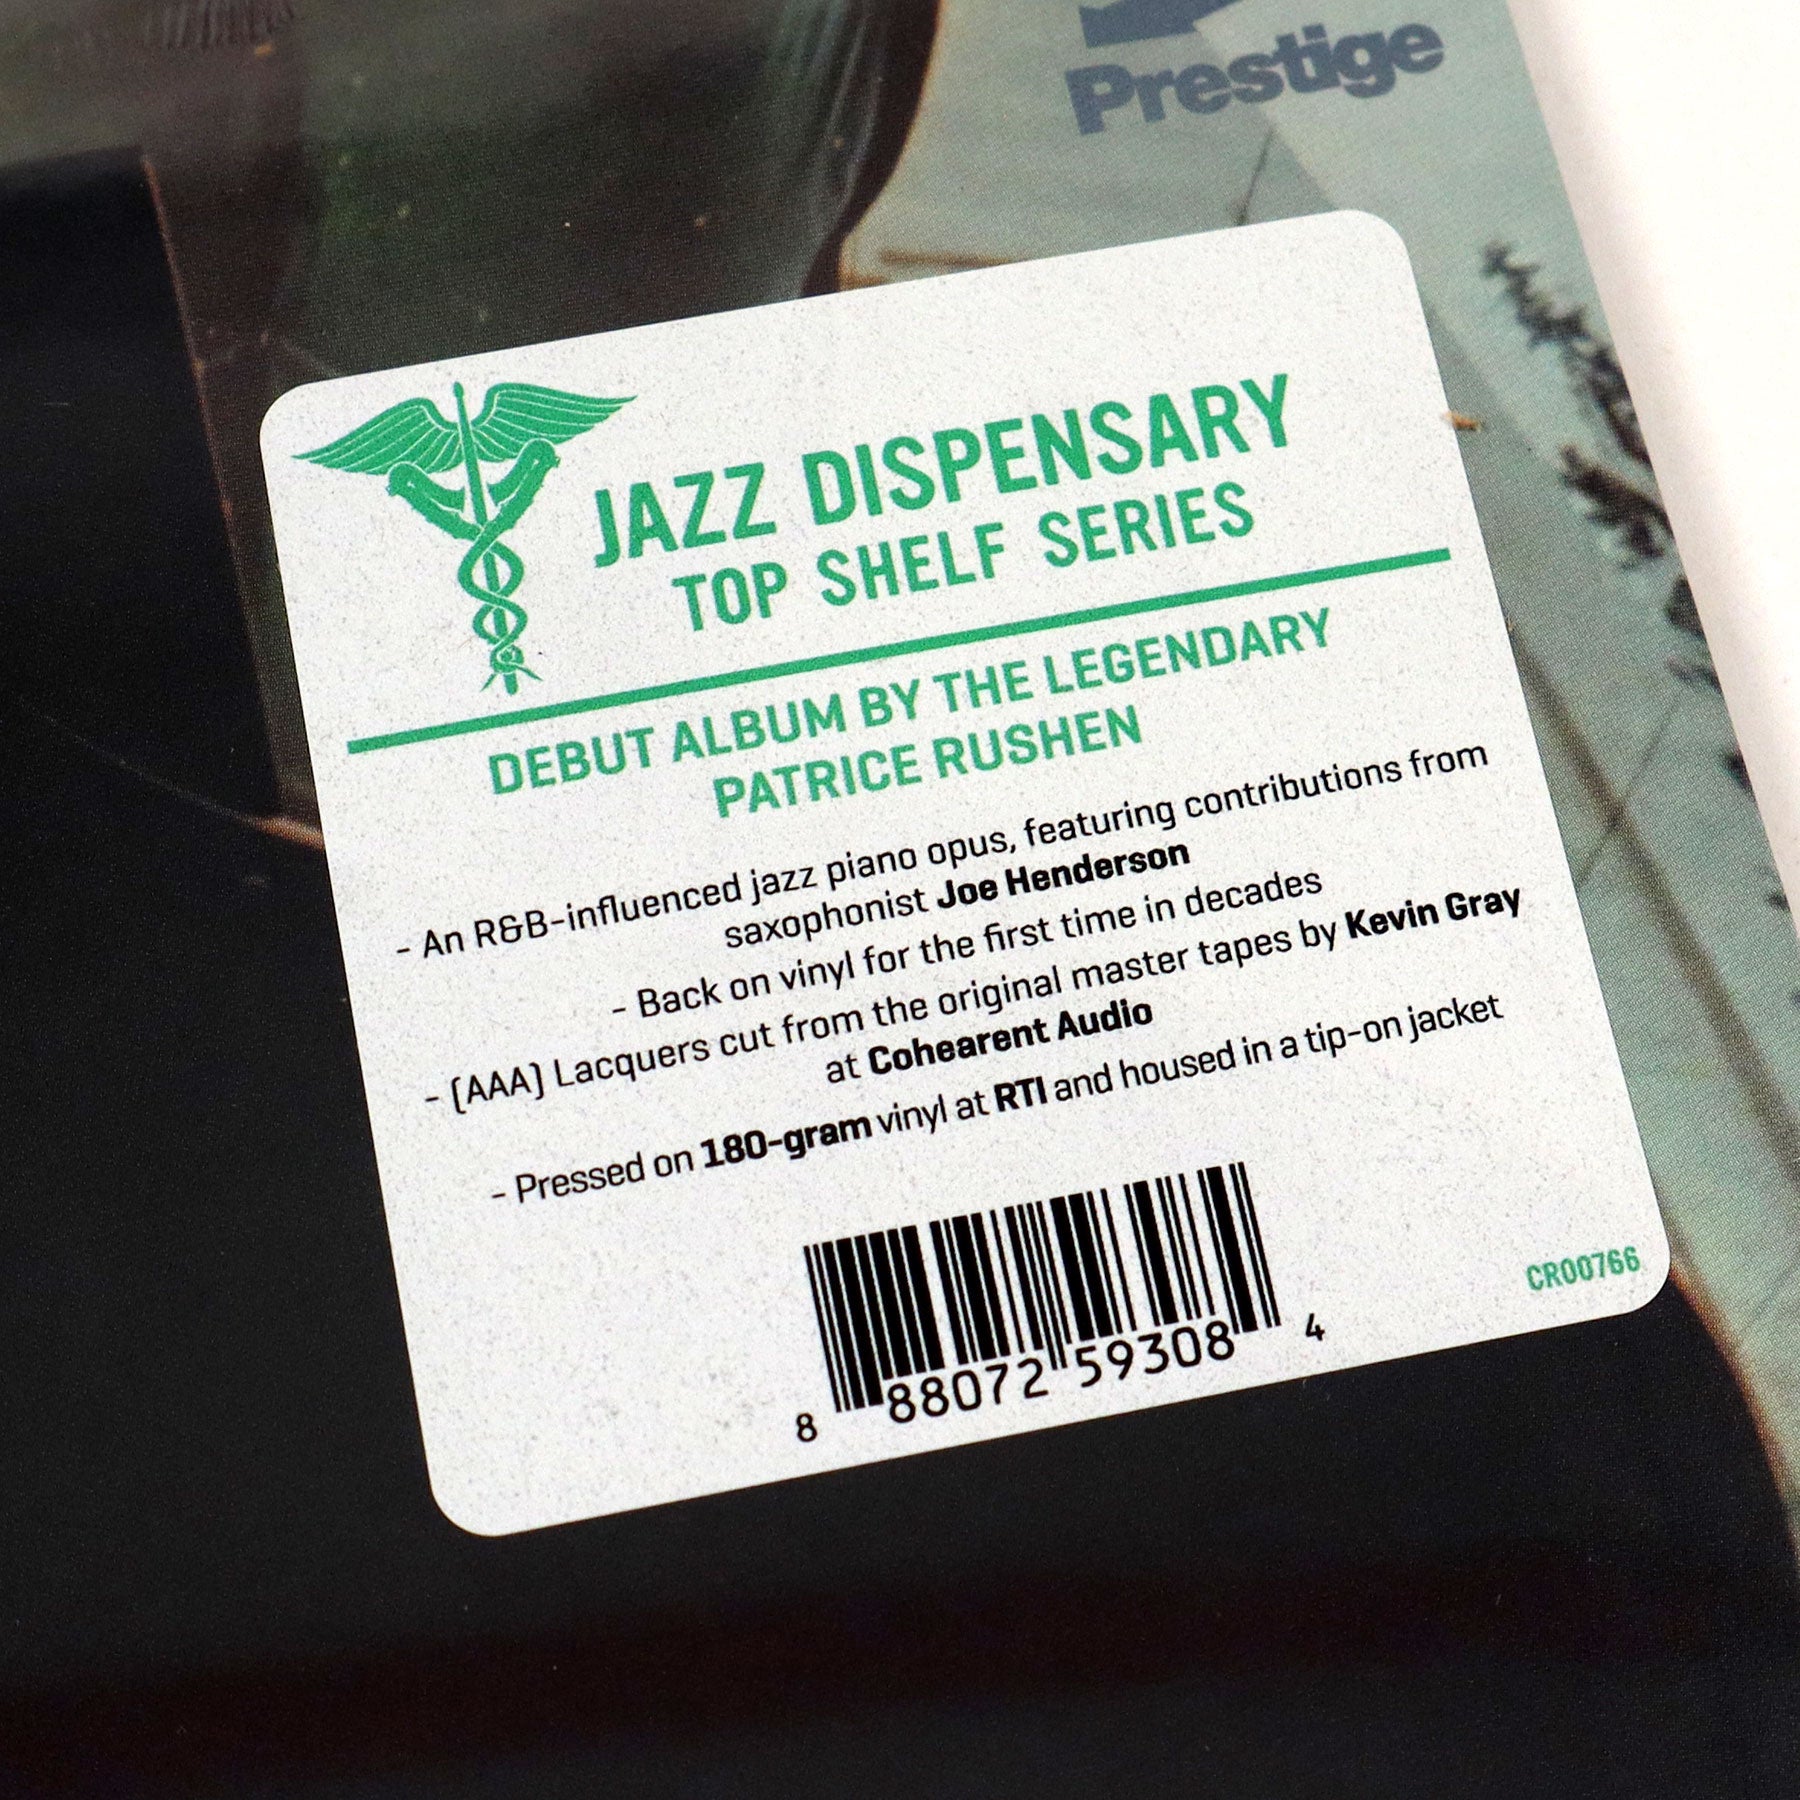 Prestige
JAZZ DISPENSARY
TOP SHELF SERIES
DEBUT ALBUM BY THE LEGENDARY
PATRICE RUSHEN
- An R&B-influenced jazz piano opus, featuring contributions from
saxophonist Joe Henderson
- Back on vinyl for the first time in decades
- (AAA) Lacquers cut from the original master tapes by Kevin Gray
at Cohearent Audio
- Pressed on 180-gram vinyl at RTI and housed in a tip-on jacket
8 88072 59308 4
CR00766